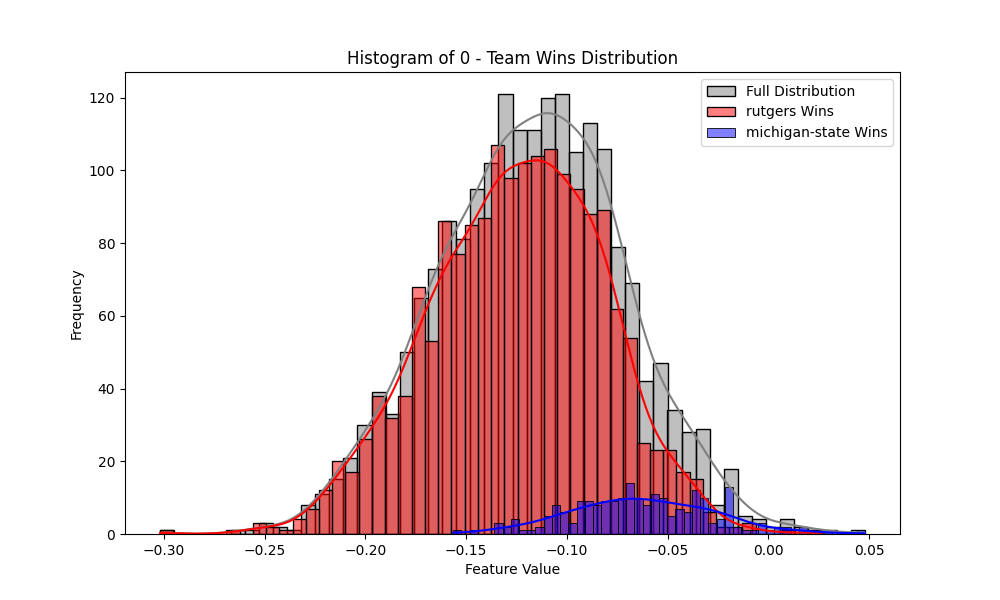 Histogram of 0 - Team Wins Distribution
Full Distribution
rutgers Wins
michigan-state Wins
Frequency
120
100
80
60
40
20
0
−0.30 −0.25 −0.20 −0.15 −0.10 −0.05 0.00 0.05
Feature Value